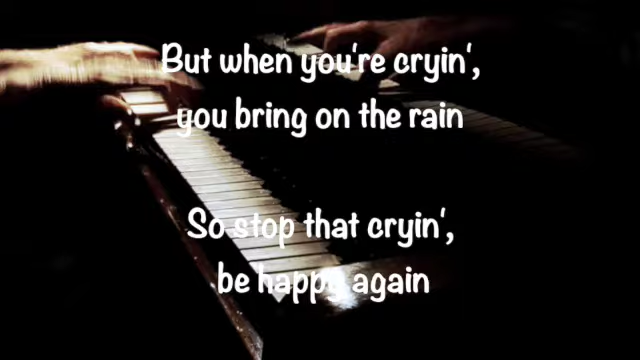 But when you're cryin',
you bring on the rain
So stop that cryin',
be happy again